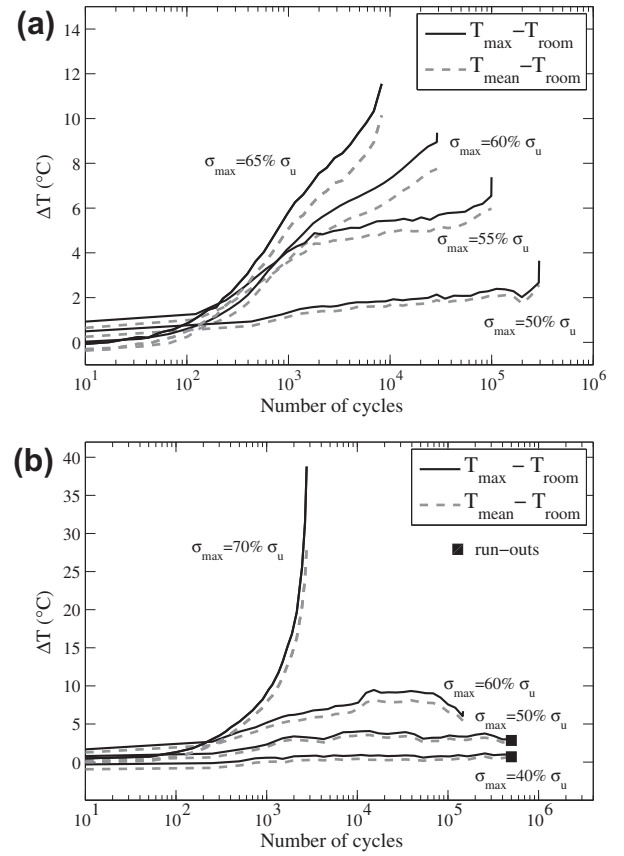 (a)
T_max − T_room
T_mean − T_room
14
12
10
8
6
4
2
0
ΔT (°C)
σ_max=65% σ_u
σ_max=60% σ_u
σ_max=55% σ_u
σ_max=50% σ_u
10^1 10^2 10^3 10^4 10^5 10^6
Number of cycles
(b)
T_max − T_room
T_mean − T_room
run−outs
40
35
30
25
20
15
10
5
0
ΔT (°C)
σ_max=70% σ_u
σ_max=60% σ_u
σ_max=50% σ_u
σ_max=40% σ_u
10^1 10^2 10^3 10^4 10^5 10^6
Number of cycles